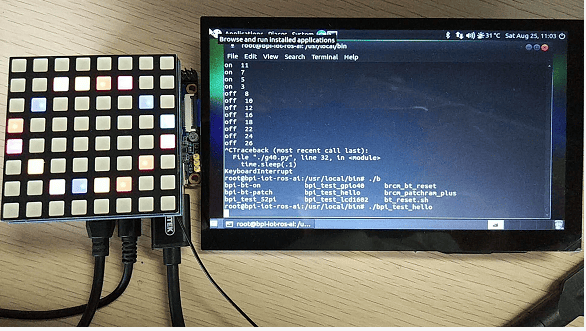 Applications Places System
31°C Sat Aug 25, 11:03
Browse and run installed applications
root@bpi-iot-ros-ai: /usr/local/bin
File Edit View Search Terminal Help
on 11
on 7
on 5
on 3
off 8
off 10
off 12
off 16
off 18
off 22
off 24
off 26
^CTraceback (most recent call last):
File "./g40.py", line 32, in <module>
time.sleep(.1)
KeyboardInterrupt
root@bpi-iot-ros-ai:/usr/local/bin# ./b
bpi-bt-on bpi_test_gpio40 brcm_bt_reset
bpi-bt-patch bpi_test_hello brcm_patchram_plus
bpi_test_52pi bpi_test_lcd1602 bt_reset.sh
root@bpi-iot-ros-ai:/usr/local/bin# ./bpi_test_hello
root@bpi-iot-ros-ai: /u...